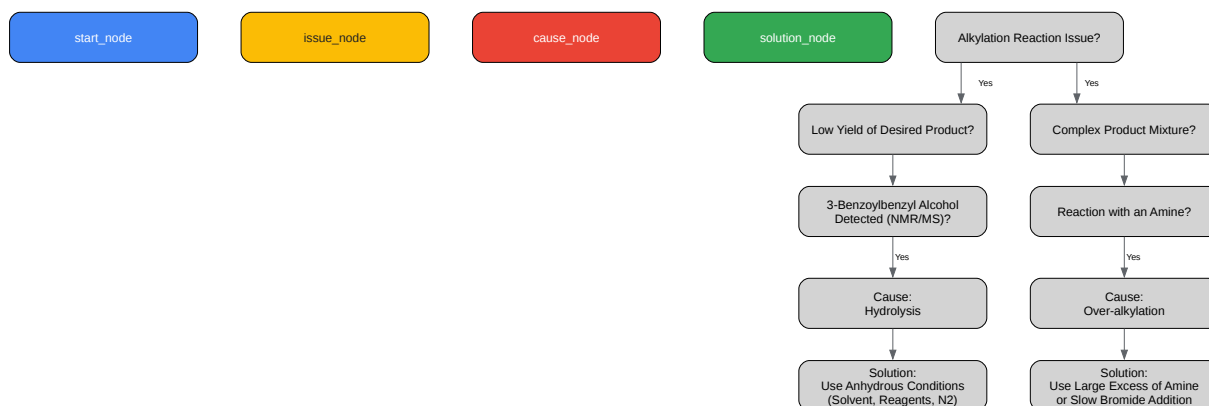 start_node
issue_node
cause_node
solution_node
Alkylation Reaction Issue?
Yes
Yes
Low Yield of Desired Product?
Complex Product Mixture?
3-Benzoylbenzyl Alcohol
Detected (NMR/MS)?
Reaction with an Amine?
Yes
Yes
Cause:
Hydrolysis
Cause:
Over-alkylation
Solution:
Use Anhydrous Conditions
(Solvent, Reagents, N2)
Solution:
Use Large Excess of Amine
or Slow Bromide Addition